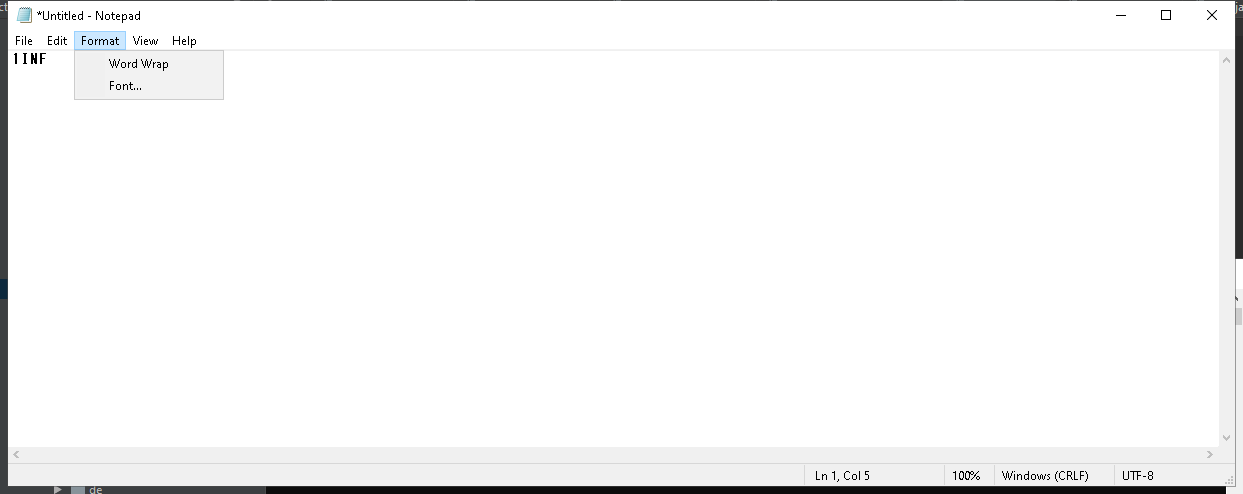 *Untitled - Notepad
File Edit Format View Help
1INF
Word Wrap
Font...
Ln 1, Col 5 100% Windows (CRLF) UTF-8
de